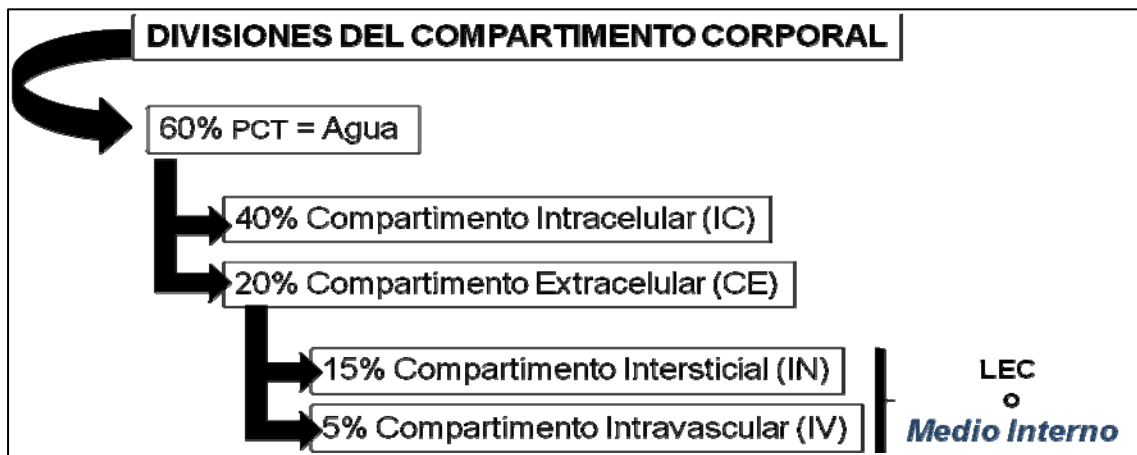 DIVISIONES DEL COMPARTIMENTO CORPORAL
60% PCT = Agua
40% Compartimento Intracelular (IC)
20% Compartimento Extracelular (CE)
15% Compartimento Intersticial (IN)
5% Compartimento Intravascular (IV)
LEC
o
Medio Interno